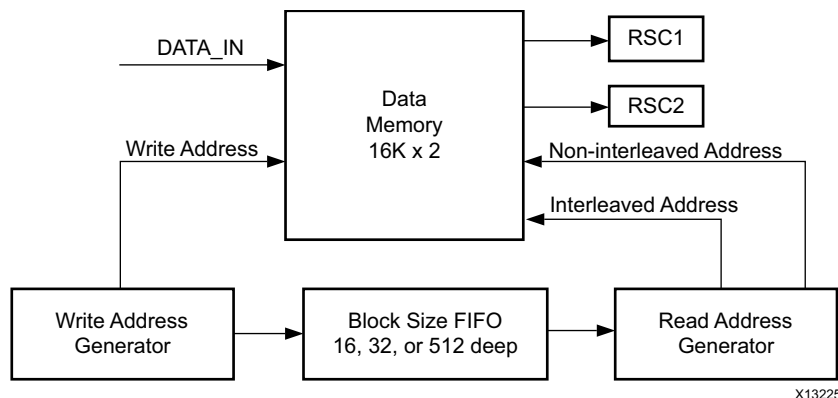 DATA_IN
RSC1
Data
Memory
16K x 2
RSC2
Write Address
Non-interleaved Address
Interleaved Address
Write Address
Generator
Block Size FIFO
16, 32, or 512 deep
Read Address
Generator
X13225